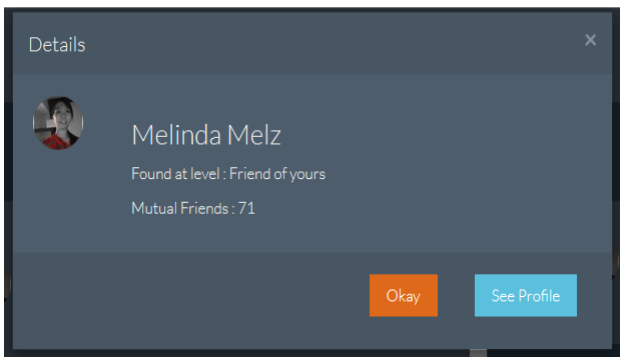 Details
×
Melinda Melz
Found at level : Friend of yours
Mutual Friends : 71
Okay
See Profile